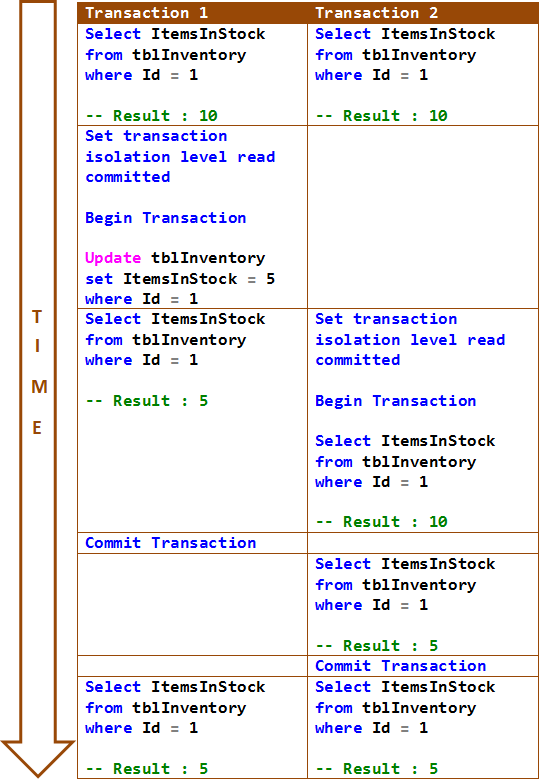 T
I
M
E
Transaction 1
Transaction 2
Select ItemsInStock
from tblInventory
where Id = 1
-- Result : 10
Select ItemsInStock
from tblInventory
where Id = 1
-- Result : 10
Set transaction
isolation level read
committed
Begin Transaction
Update tblInventory
set ItemsInStock = 5
where Id = 1
Select ItemsInStock
from tblInventory
where Id = 1
-- Result : 5
Set transaction
isolation level read
committed
Begin Transaction
Select ItemsInStock
from tblInventory
where Id = 1
-- Result : 10
Commit Transaction
Select ItemsInStock
from tblInventory
where Id = 1
-- Result : 5
Commit Transaction
Select ItemsInStock
from tblInventory
where Id = 1
-- Result : 5
Select ItemsInStock
from tblInventory
where Id = 1
-- Result : 5